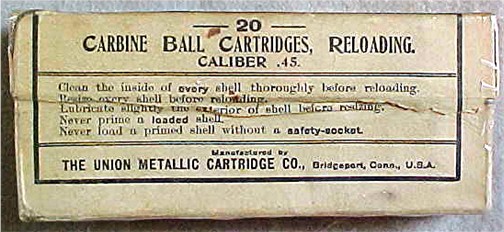 20
CARBINE BALL CARTRIDGES, RELOADING.
CALIBER .45.
Clean the inside of every shell thoroughly before reloading.
Resize every shell before reloading.
Lubricate slightly the exterior of shell before resizing.
Never prime a loaded shell.
Never load a primed shell without a safety-socket.
Manufactured by
THE UNION METALLIC CARTRIDGE CO., Bridgeport, Conn., U.S.A.